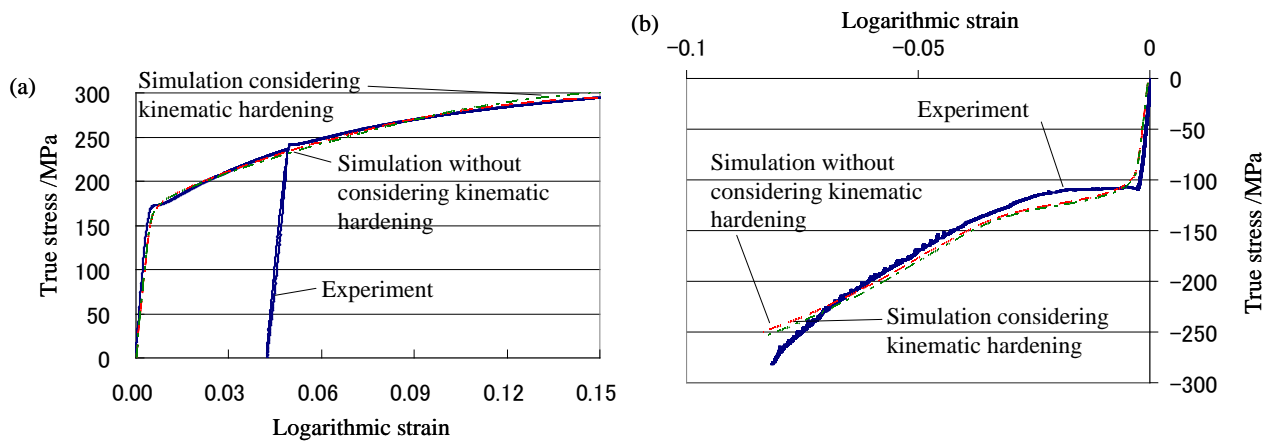 (a)
Simulation considering
kinematic hardening
300
250
200
150
100
50
0
True stress /MPa
Simulation without
considering kinematic
hardening
Experiment
0.00
0.03
0.06
0.09
0.12
0.15
Logarithmic strain
(b)
Logarithmic strain
−0.1
−0.05
0
Experiment
Simulation without
considering kinematic
hardening
Simulation considering
kinematic hardening
0
−50
−100
−150
−200
−250
−300
True stress /MPa